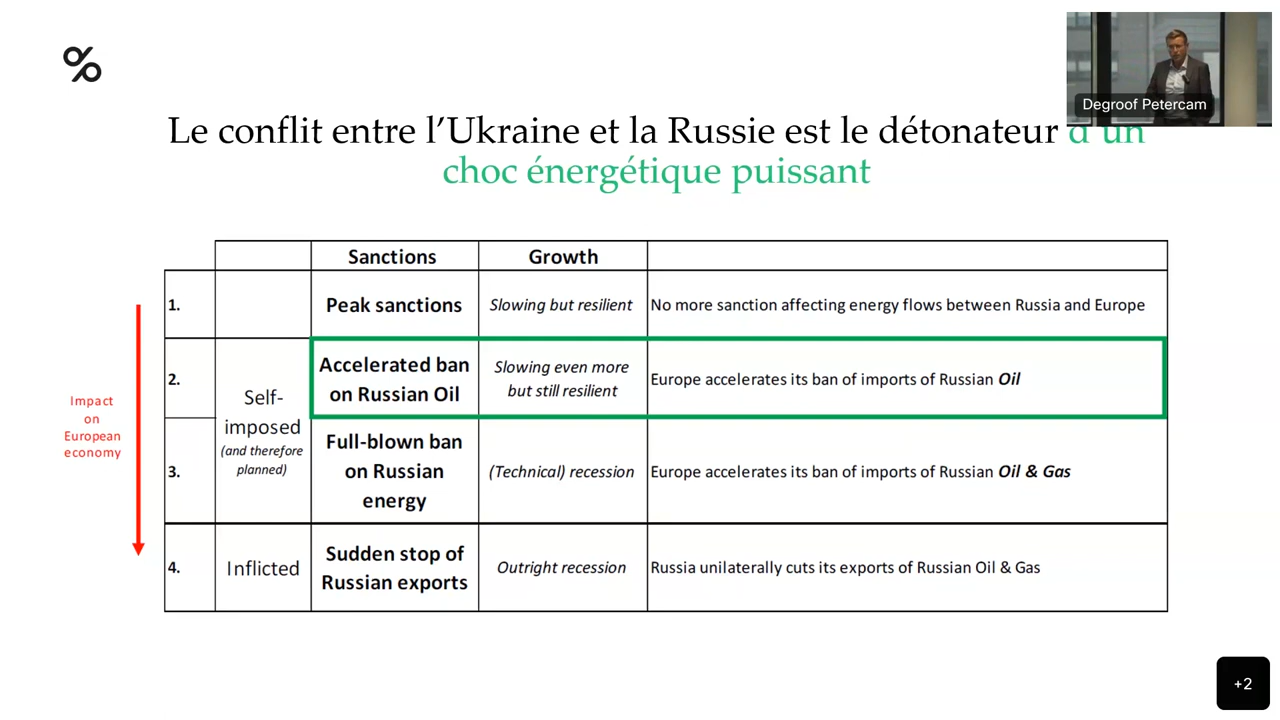 Degroof Petercam
Le conflit entre l’Ukraine et la Russie est le détonateur d’un
choc énergétique puissant
Sanctions Growth
1. Peak sanctions Slowing but resilient No more sanction affecting energy flows between Russia and Europe
2. Accelerated ban
on Russian Oil
Slowing even more
but still resilient
Europe accelerates its ban of imports of Russian Oil
Self-
imposed
(and therefore
planned)
3. Full-blown ban
on Russian
energy
(Technical) recession
Europe accelerates its ban of imports of Russian Oil & Gas
4. Inflicted
Sudden stop of
Russian exports
Outright recession
Russia unilaterally cuts its exports of Russian Oil & Gas
Impact
on
European
economy
+2